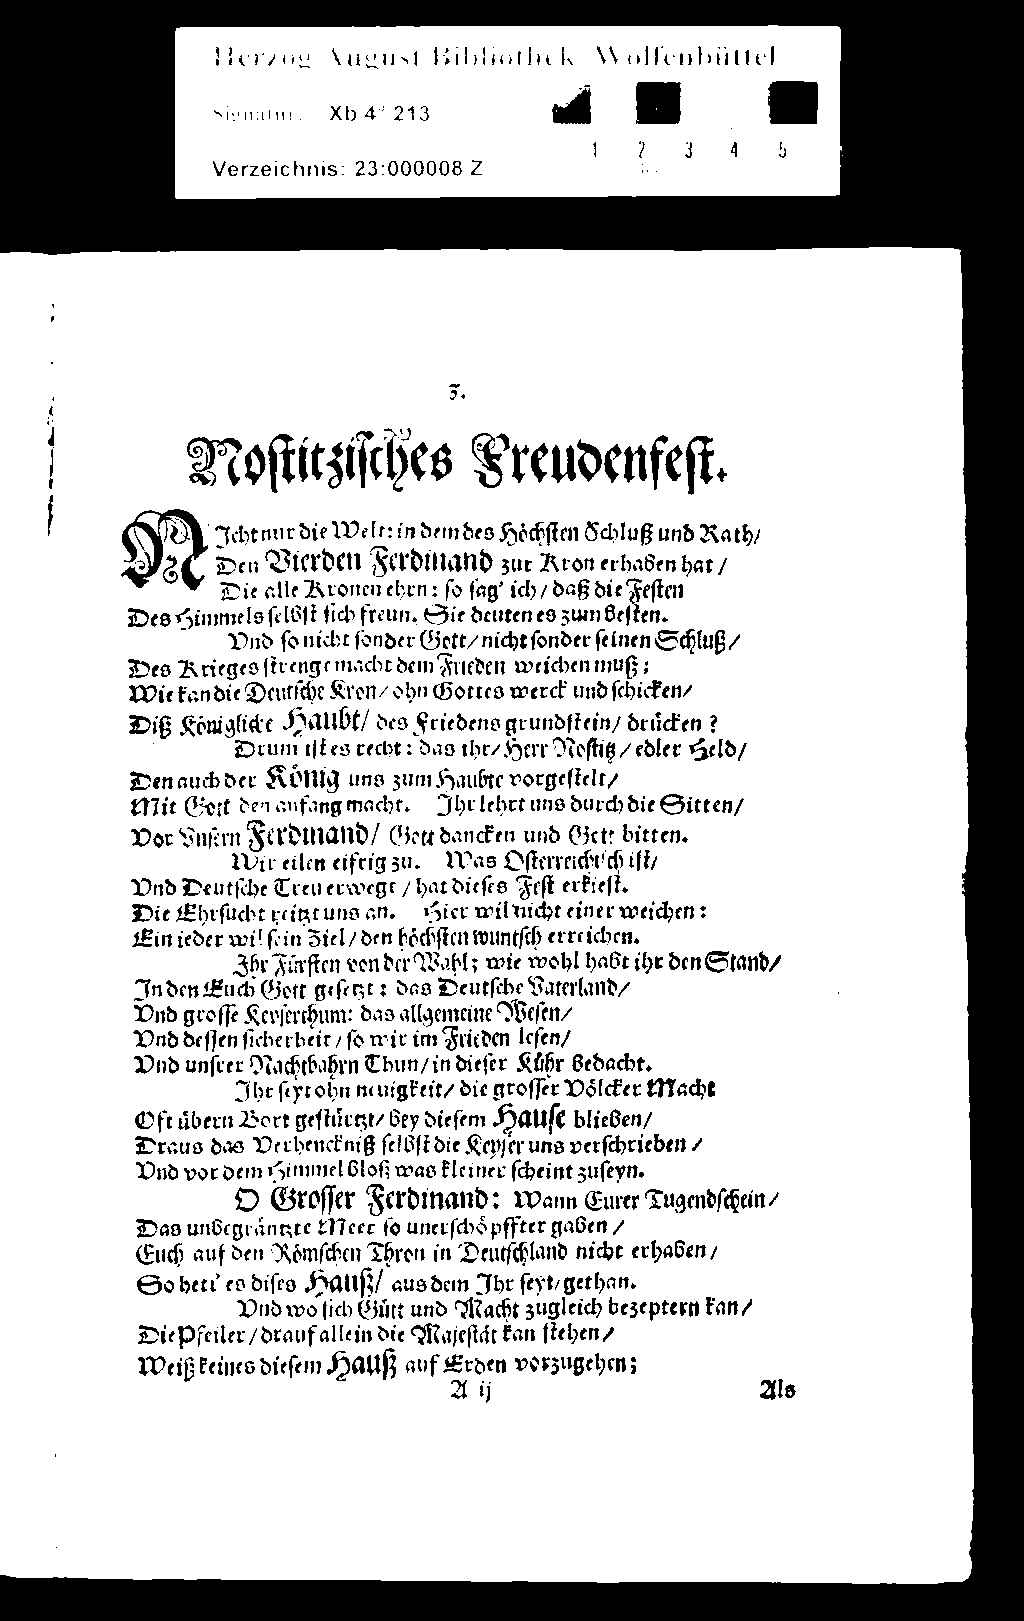 Herzog August Bibliothek Wolfenbüttel
Signatur: Xb 4° 213
1 2 3 4 5
Verzeichnis: 23:000008 Z
3.
Nostitzisches Freudenfest.
NJcht nur die Welt: in dem des Höchsten Schluß und Rath/
Den Vierden Ferdinand zur Kron erhaben hat /
Die alle Kronen ehrn: so sag' ich / daß die Festen
Des Himmels selbst sich freun. Sie deuten es zum besten.
Vnd so nicht sonder Gott/ nicht sonder seinen Schluß/
Des Krieges strenge macht dem Frieden weichen muß;
Wie kan die Deutsche Kron/ ohn Gottes werck und schicken/
Diß Königliche Haubt/ des Friedens grundstein/ drücken ?
Drum ist es recht: das ihr/ Herr Nostitz/ edler Held/
Den auch der König uns zum Haubte vorgestelt/
Mit Gott den anfang macht. Jhr lehrt uns durch die Sitten/
Vor Vnsern Ferdinand/ Gott dancken und Gott bitten.
Wir eilen eifrig zu. Was Osterreichisch ist/
Vnd Deutsche Treu erwegt / hat dieses Fest erkiest.
Die Ehrsucht reitzt uns an. Hier wil nicht einer weichen:
Ein ieder wil sein Ziel/ den höchsten wuntsch erreichen.
Jhr Fürsten von der Wahl; wie wohl habt ihr den Stand/
Jn den Euch Gott gesetzt: das Deutsche Vaterland/
Vnd grosse Keyserthum: das allgemeine Wesen/
Vnd dessen sicherheit / so wir im Frieden lesen/
Vnd unsrer Nachtbahrn Thun/ in dieser Kühr bedacht.
Jhr seyt ohn neuigkeit/ die grosser Völcker Macht
Oft übern Bort gestürtzt/ bey diesem Hause blieben/
Draus das Verhenckniß selbst die Keyser uns verschrieben /
Vnd vor dem Himmel bloß was kleiner scheint zuseyn.
O Grosser Ferdinand: Wann Eurer Tugendschein/
Das unbegräntzte Meer so unerschöpffter gaben /
Euch auf den Römschen Thron in Deutschland nicht erhaben/
So hett' es dises Hauß/ aus dem Jhr seyt/ gethan.
Vnd wo sich Gütt und Macht zugleich bezeptern kan/
Die Pfeiler / drauf allein die Majestät kan stehen/
Weiß keines diesem Hauß auf Erden vorzugehen;
A ij Als